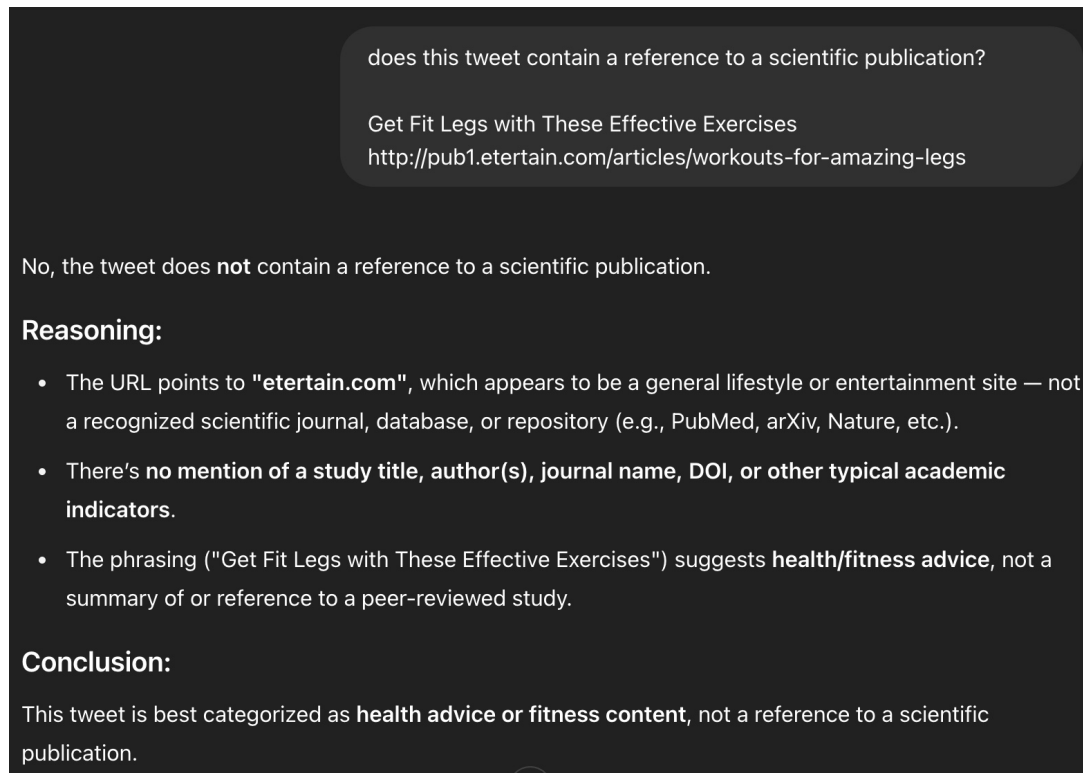 does this tweet contain a reference to a scientific publication?
Get Fit Legs with These Effective Exercises
http://pub1.etertain.com/articles/workouts-for-amazing-legs
No, the tweet does not contain a reference to a scientific publication.
Reasoning:
• The URL points to "etertain.com", which appears to be a general lifestyle or entertainment site — not
a recognized scientific journal, database, or repository (e.g., PubMed, arXiv, Nature, etc.).
• There’s no mention of a study title, author(s), journal name, DOI, or other typical academic
indicators.
• The phrasing ("Get Fit Legs with These Effective Exercises") suggests health/fitness advice, not a
summary of or reference to a peer-reviewed study.
Conclusion:
This tweet is best categorized as health advice or fitness content, not a reference to a scientific
publication.